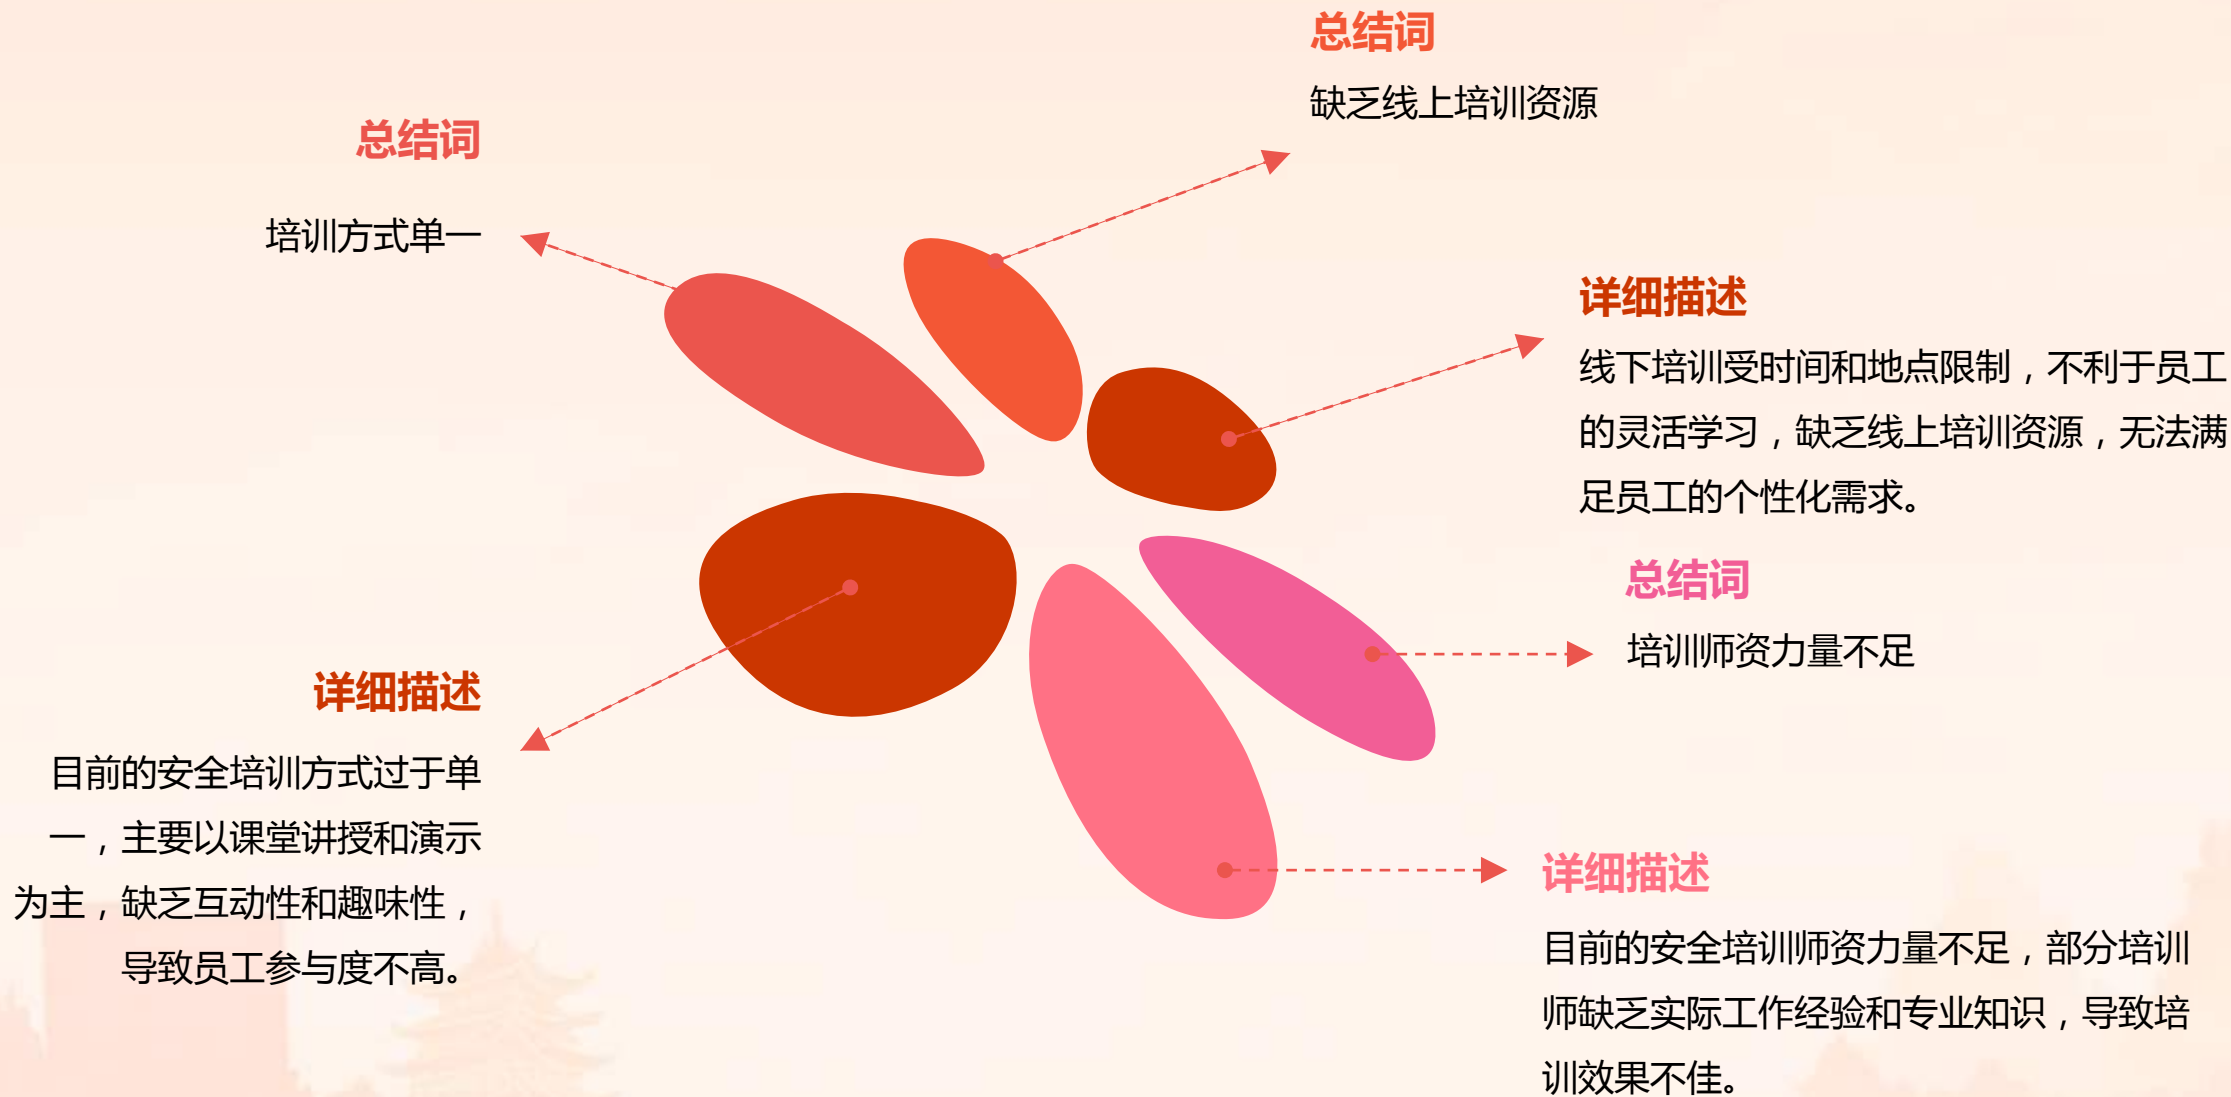 总结词
培训方式单一
详细描述
目前的安全培训方式过于单
一，主要以课堂讲授和演示
为主，缺乏互动性和趣味性，
导致员工参与度不高。
总结词
缺乏线上培训资源
详细描述
线下培训受时间和地点限制，不利于员工
的灵活学习，缺乏线上培训资源，无法满
足员工的个性化需求。
总结词
培训师资力量不足
详细描述
目前的安全培训师资力量不足，部分培训
师缺乏实际工作经验和专业知识，导致培
训效果不佳。